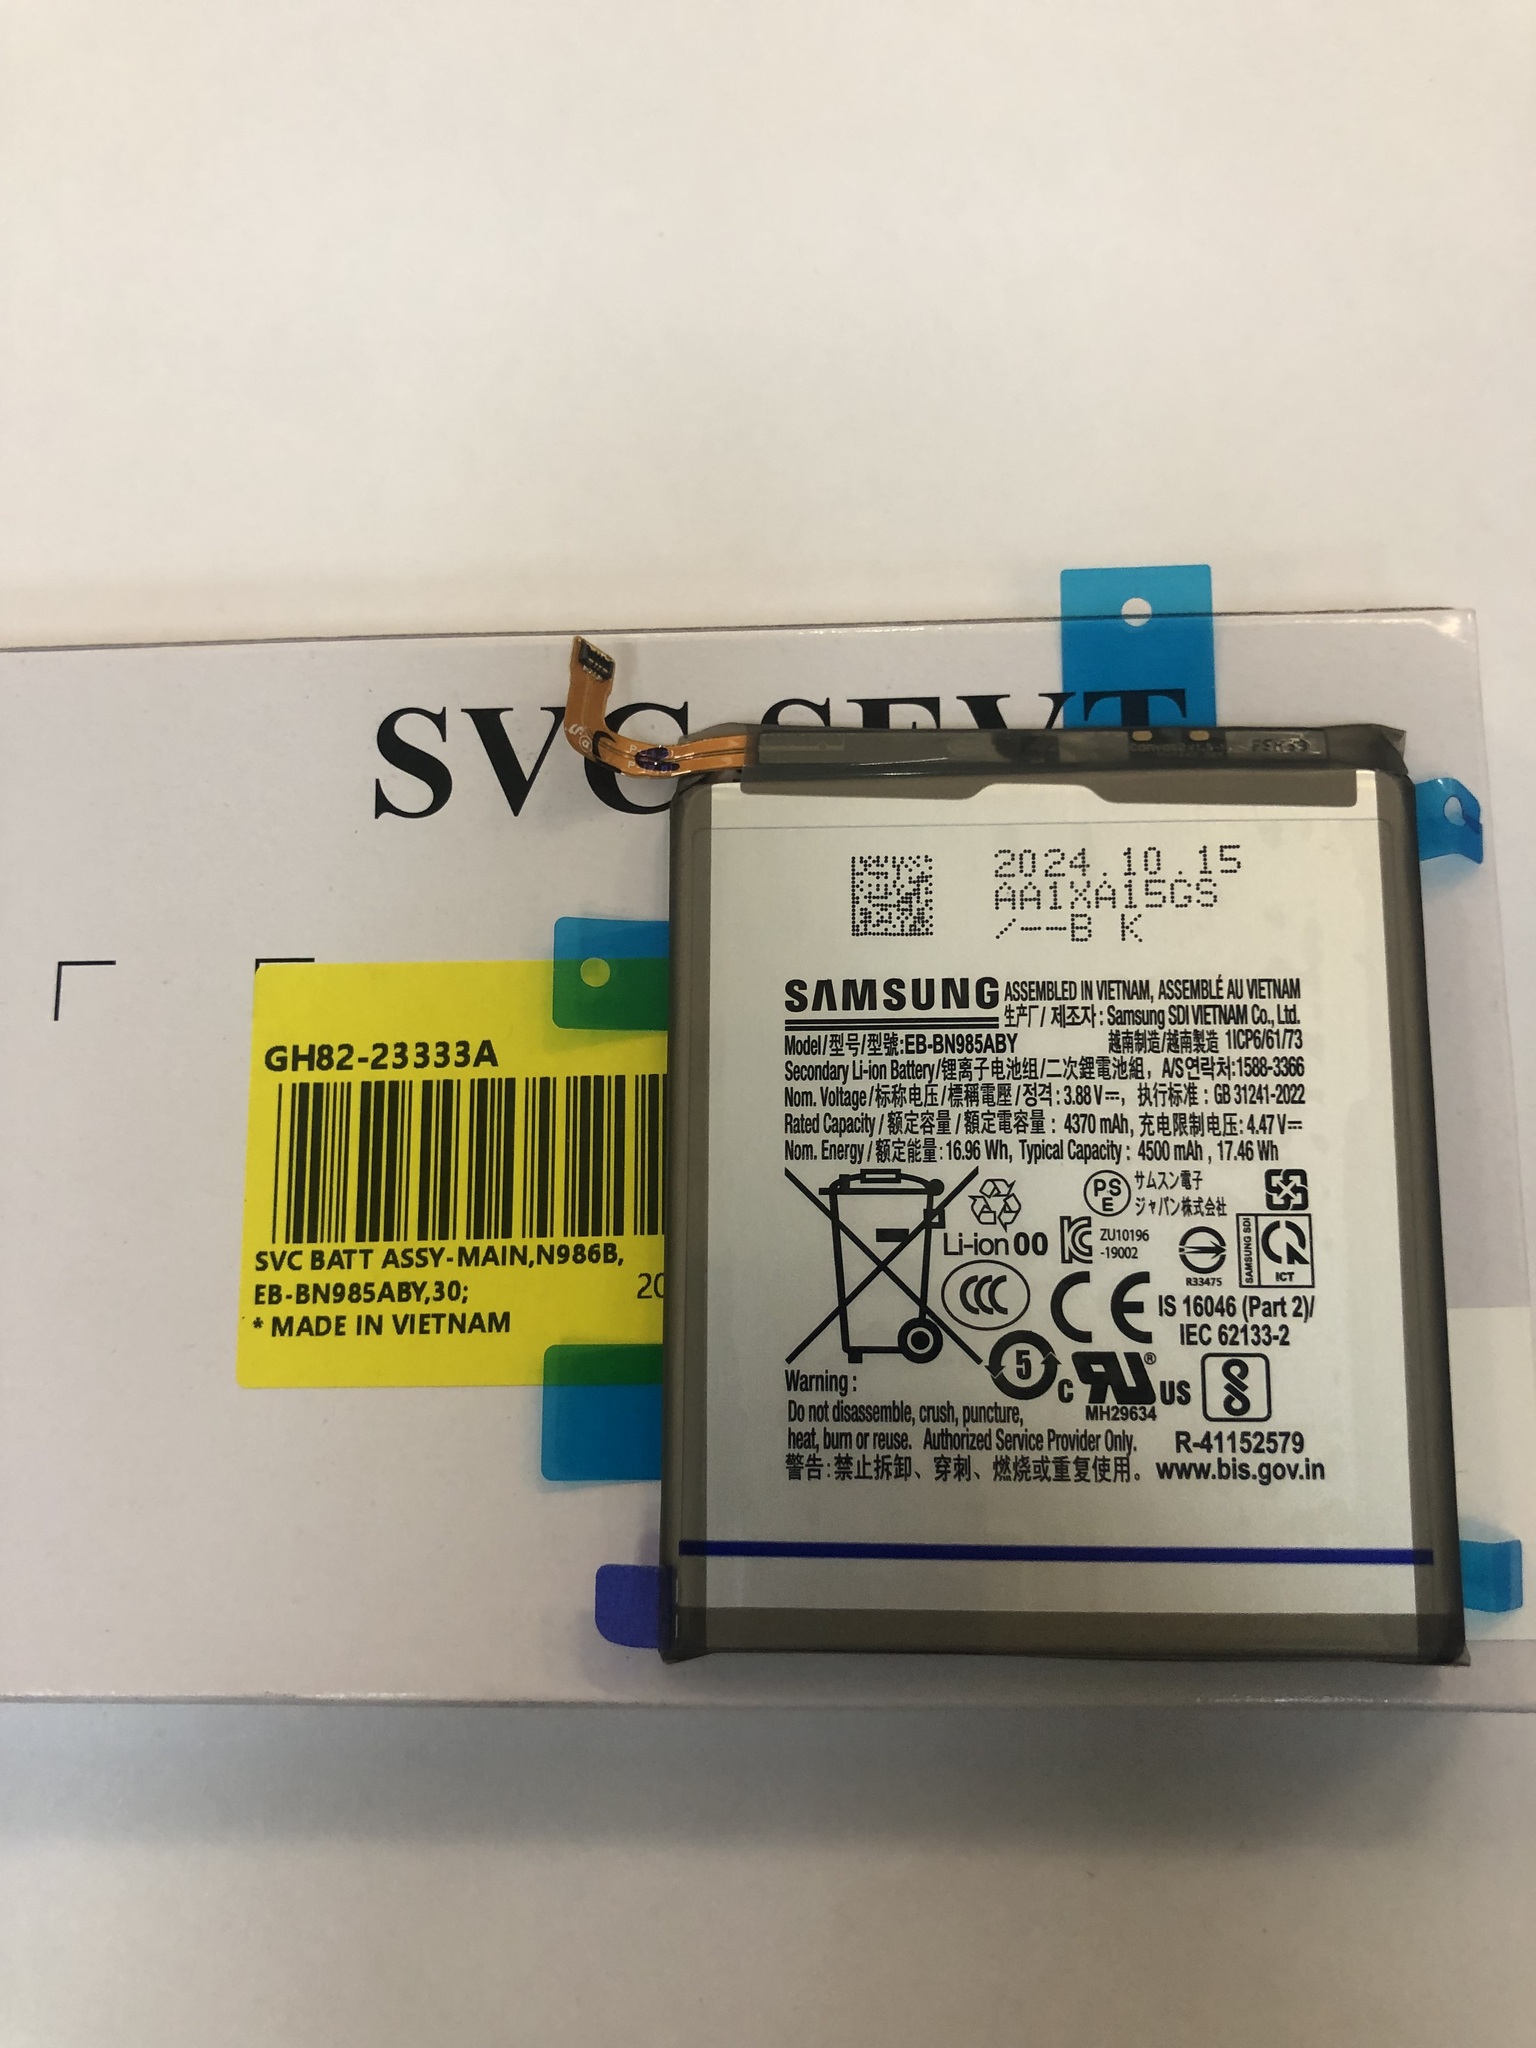 SVC SEVT
2024.10.15
AA1XA15GS
/--B K
GH82-23333A
SVC BATT ASSY-MAIN,N986B,
EB-BN985ABY,30;
20
* MADE IN VIETNAM
SAMSUNG ASSEMBLED IN VIETNAM, ASSEMBLÉ AU VIETNAM
生产厂/ 제조자 : Samsung SDI VIETNAM Co., Ltd.
Model/型号/型號:EB-BN985ABY 越南制造/越南製造 1ICP6/61/73
Secondary Li-ion Battery/锂离子电池组/二次鋰電池組, A/S연락처:1588-3366
Nom. Voltage/标称电压/標稱電壓/정격: 3.88 V⎓, 执行标准 : GB 31241-2022
Rated Capacity / 额定容量 / 額定電容量 : 4370 mAh, 充电限制电压: 4.47 V⎓
Nom. Energy / 额定能量: 16.96 Wh, Typical Capacity : 4500 mAh , 17.46 Wh
PS E サムスン電子
ジャパン株式会社
Li-ion 00
ZU10196
-19002
R33475
SAMSUNG SDI
ICT
CCC
CE
IS 16046 (Part 2)/
IEC 62133-2
5
c RU ® US
MH29634
Warning :
Do not disassemble, crush, puncture,
heat, burn or reuse. Authorized Service Provider Only.
警告: 禁止拆卸、穿刺、燃烧或重复使用。
R-41152579
www.bis.gov.in